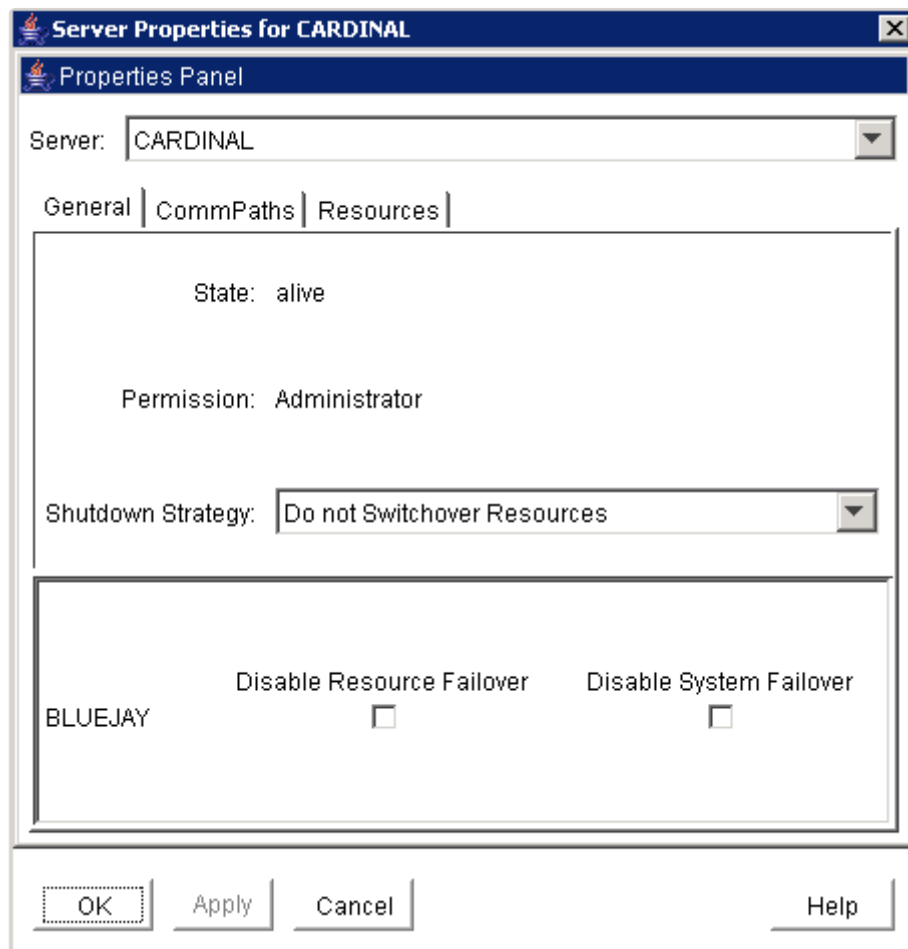 Server Properties for CARDINAL
Properties Panel
Server: CARDINAL
General CommPaths Resources
State: alive
Permission: Administrator
Shutdown Strategy: Do not Switchover Resources
Disable Resource Failover Disable System Failover
BLUEJAY
OK Apply Cancel Help